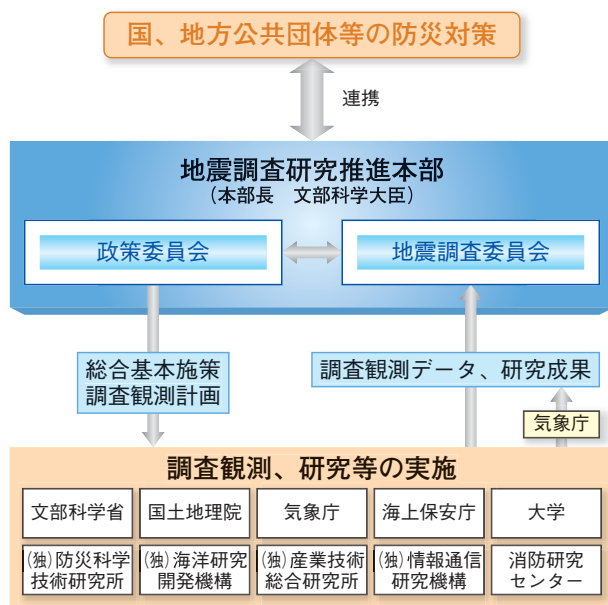 国、地方公共団体等の防災対策
連携
地震調査研究推進本部
(本部長　文部科学大臣)
政策委員会
地震調査委員会
総合基本施策
調査観測計画
調査観測データ、研究成果
気象庁
調査観測、研究等の実施
文部科学省
国土地理院
気象庁
海上保安庁
大学
(独)防災科学
技術研究所
(独)海洋研究
開発機構
(独)産業技術
総合研究所
(独)情報通信
研究機構
消防研究
センター